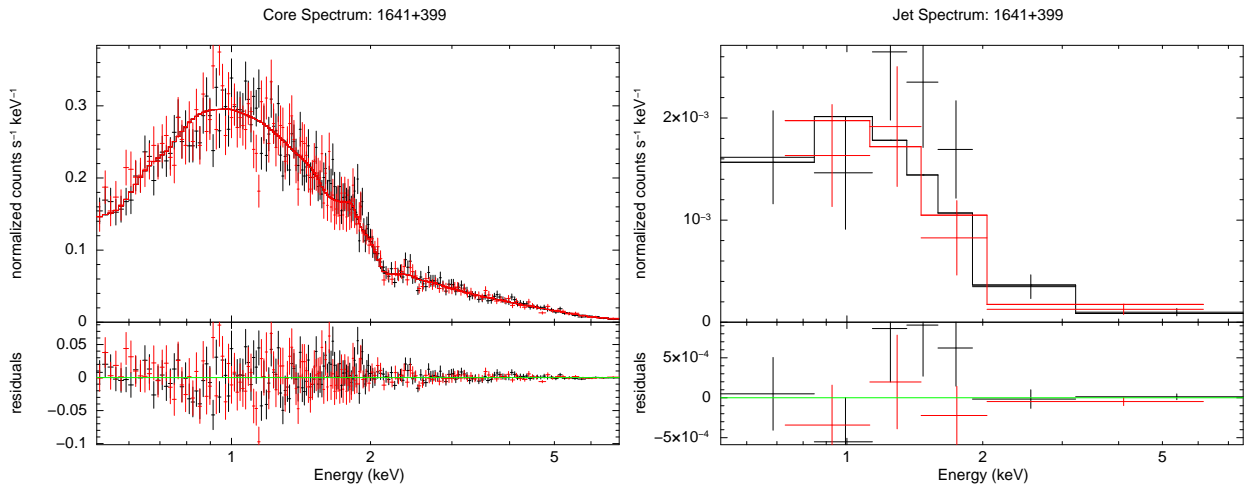 Core Spectrum: 1641+399
normalized counts s⁻¹ keV⁻¹
0.3
0.2
0.1
0
residuals
0.05
0
−0.05
−0.1
1
2
5
Energy (keV)
Jet Spectrum: 1641+399
normalized counts s⁻¹ keV⁻¹
2×10⁻³
10⁻³
0
residuals
5×10⁻⁴
0
−5×10⁻⁴
1
2
5
Energy (keV)